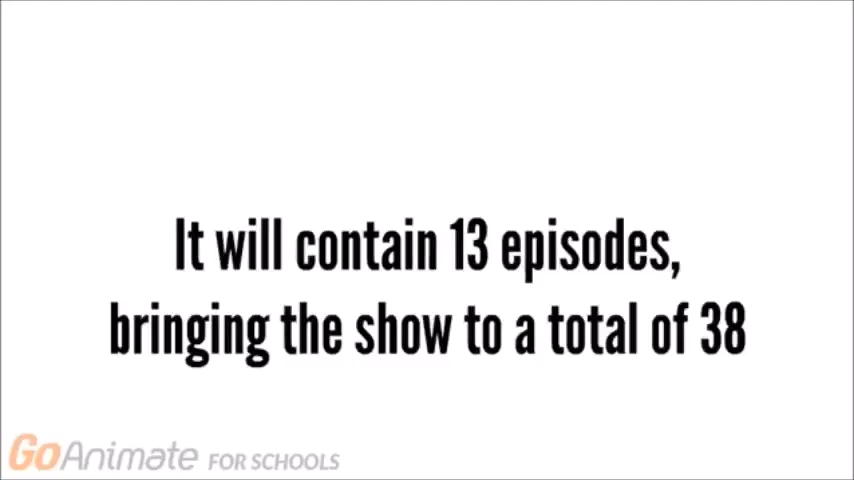 It will contain 13 episodes,
bringing the show to a total of 38
GoAnimate FOR SCHOOLS